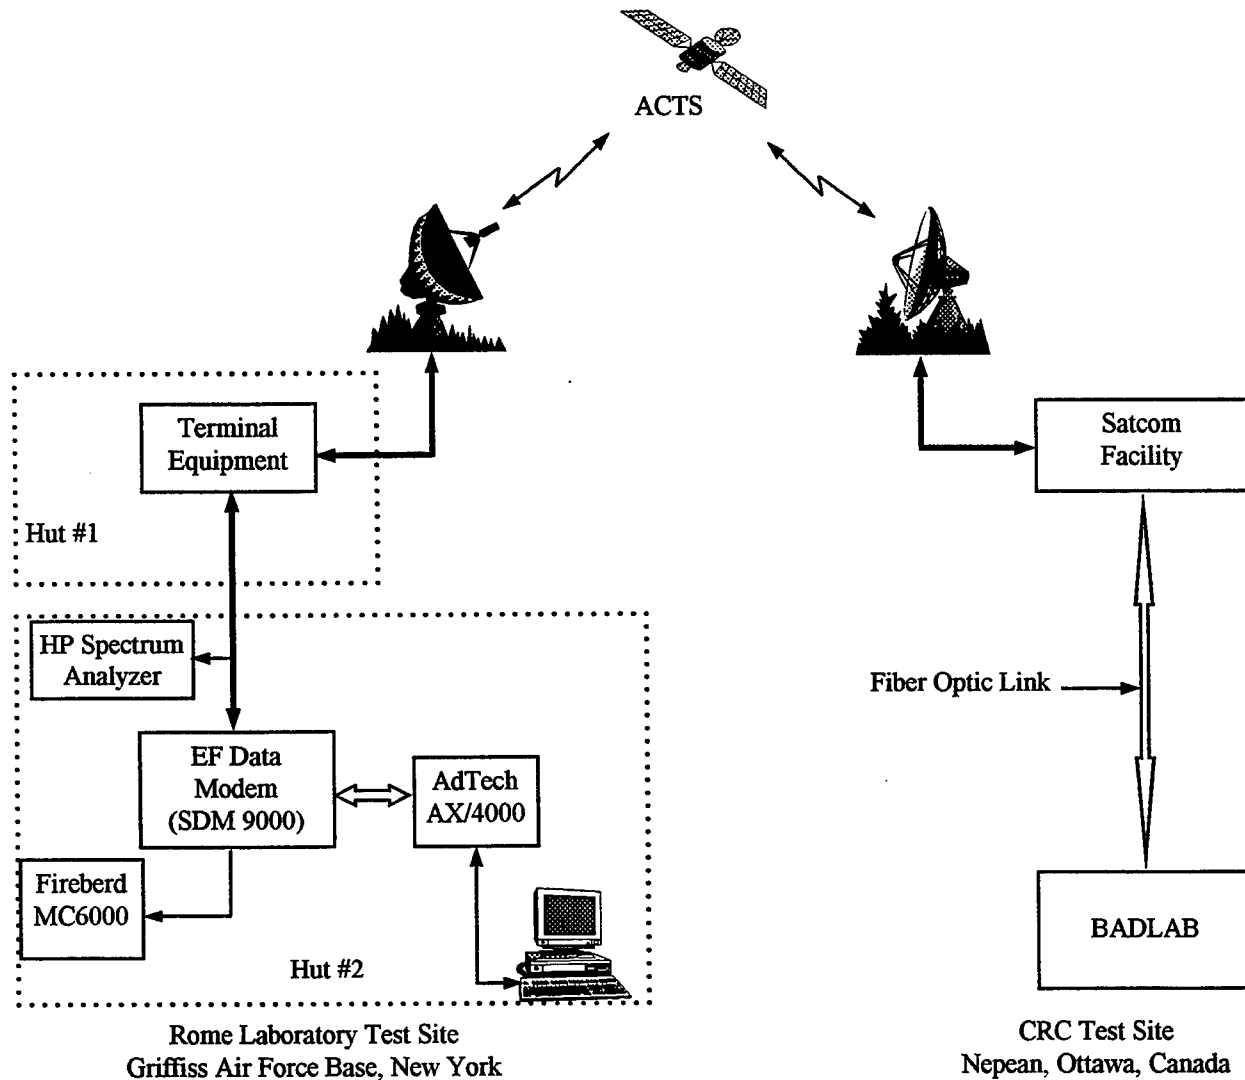 ACTS
Terminal
Equipment
Hut #1
Satcom
Facility
HP Spectrum
Analyzer
Fiber Optic Link
EF Data
Modem
(SDM 9000)
AdTech
AX/4000
Fireberd
MC6000
Hut #2
BADLAB
Rome Laboratory Test Site
Griffiss Air Force Base, New York
CRC Test Site
Nepean, Ottawa, Canada